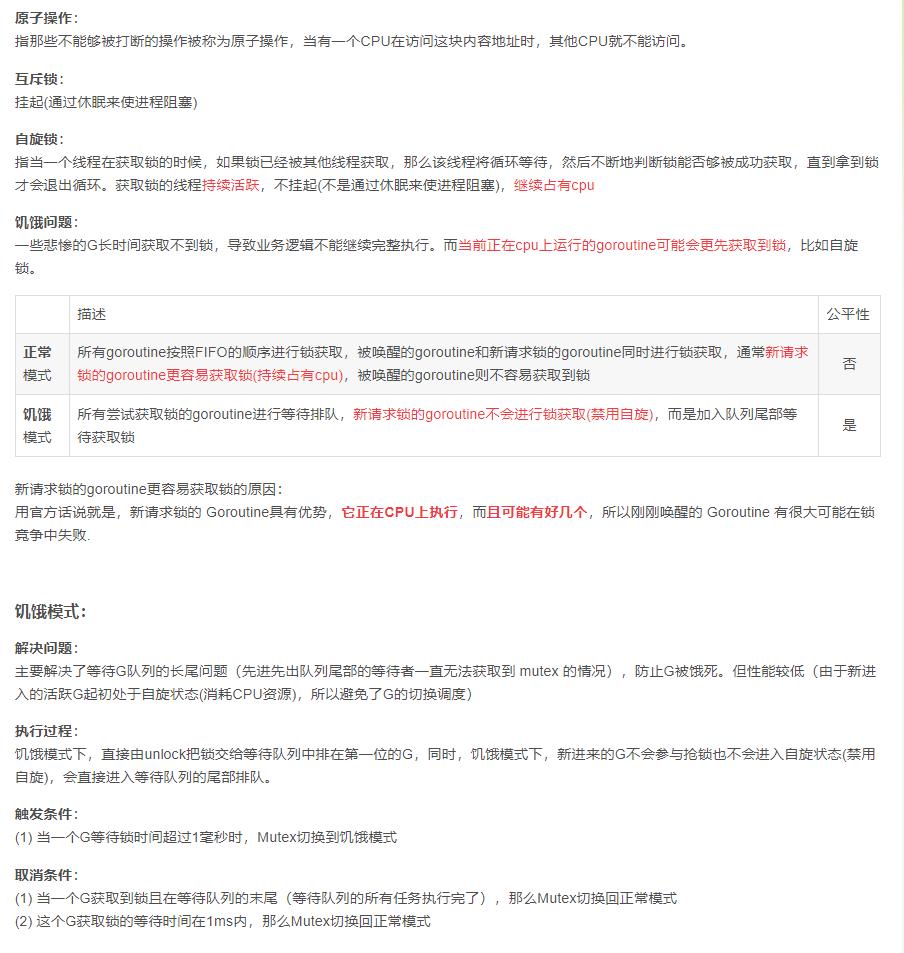 原子操作：
指那些不能够被打断的操作被称为原子操作，当有一个CPU在访问这块内容地址时，其他CPU就不能访问。
互斥锁：
挂起(通过休眠来使进程阻塞)
自旋锁：
指当一个线程在获取锁的时候，如果锁已经被其他线程获取，那么该线程将循环等待，然后不断地判断锁能否够被成功获取，直到拿到锁
才会退出循环。获取锁的线程持续活跃，不挂起(不是通过休眠来使进程阻塞)，继续占有cpu
饥饿问题：
一些悲惨的G长时间获取不到锁，导致业务逻辑不能继续完整执行。而当前正在cpu上运行的goroutine可能会更先获取到锁，比如自旋
锁。
描述 公平性
正常
模式
所有goroutine按照FIFO的顺序进行锁获取，被唤醒的goroutine和新请求锁的goroutine同时进行锁获取，通常新请求
锁的goroutine更容易获取锁(持续占有cpu)，被唤醒的goroutine则不容易获取到锁
否
饥饿
模式
所有尝试获取锁的goroutine进行等待排队，新请求锁的goroutine不会进行锁获取(禁用自旋)，而是加入队列尾部等
待获取锁
是
新请求锁的goroutine更容易获取锁的原因：
用官方话说就是，新请求锁的 Goroutine具有优势，它正在CPU上执行，而且可能有好几个，所以刚刚唤醒的 Goroutine 有很大可能在锁
竞争中失败.
饥饿模式：
解决问题：
主要解决了等待G队列的长尾问题（先进先出队列尾部的等待者一直无法获取到 mutex 的情况），防止G被饿死。但性能较低（由于新进
入的活跃G起初处于自旋状态(消耗CPU资源)，所以避免了G的切换调度）
执行过程：
饥饿模式下，直接由unlock把锁交给等待队列中排在第一位的G，同时，饥饿模式下，新进来的G不会参与抢锁也不会进入自旋状态(禁用
自旋)，会直接进入等待队列的尾部排队。
触发条件：
(1) 当一个G等待锁时间超过1毫秒时，Mutex切换到饥饿模式
取消条件：
(1) 当一个G获取到锁且在等待队列的末尾（等待队列的所有任务执行完了），那么Mutex切换回正常模式
(2) 这个G获取锁的等待时间在1ms内，那么Mutex切换回正常模式